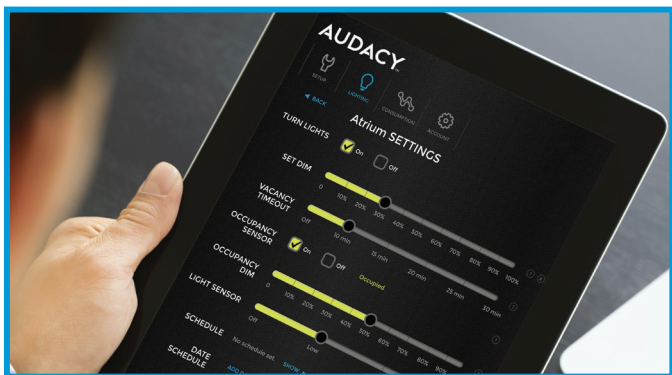 AUDACY™
SETUP LIGHTING CONSUMPTION ACCOUNT
◄ BACK
Atrium SETTINGS
TURN LIGHTS On Off
SET DIM
0 10% 20% 30% 40% 50% 60% 70% 80% 90% 100%
VACANCY TIMEOUT
Off 10 min 15 min 20 min 25 min 30 min
OCCUPANCY SENSOR On Off Occupied
OCCUPANCY DIM
0 10% 20% 30% 40% 50% 60% 70% 80% 90%
LIGHT SENSOR
Off Low
SCHEDULE No schedule set. SHOW
DATE SCHEDULE ADD